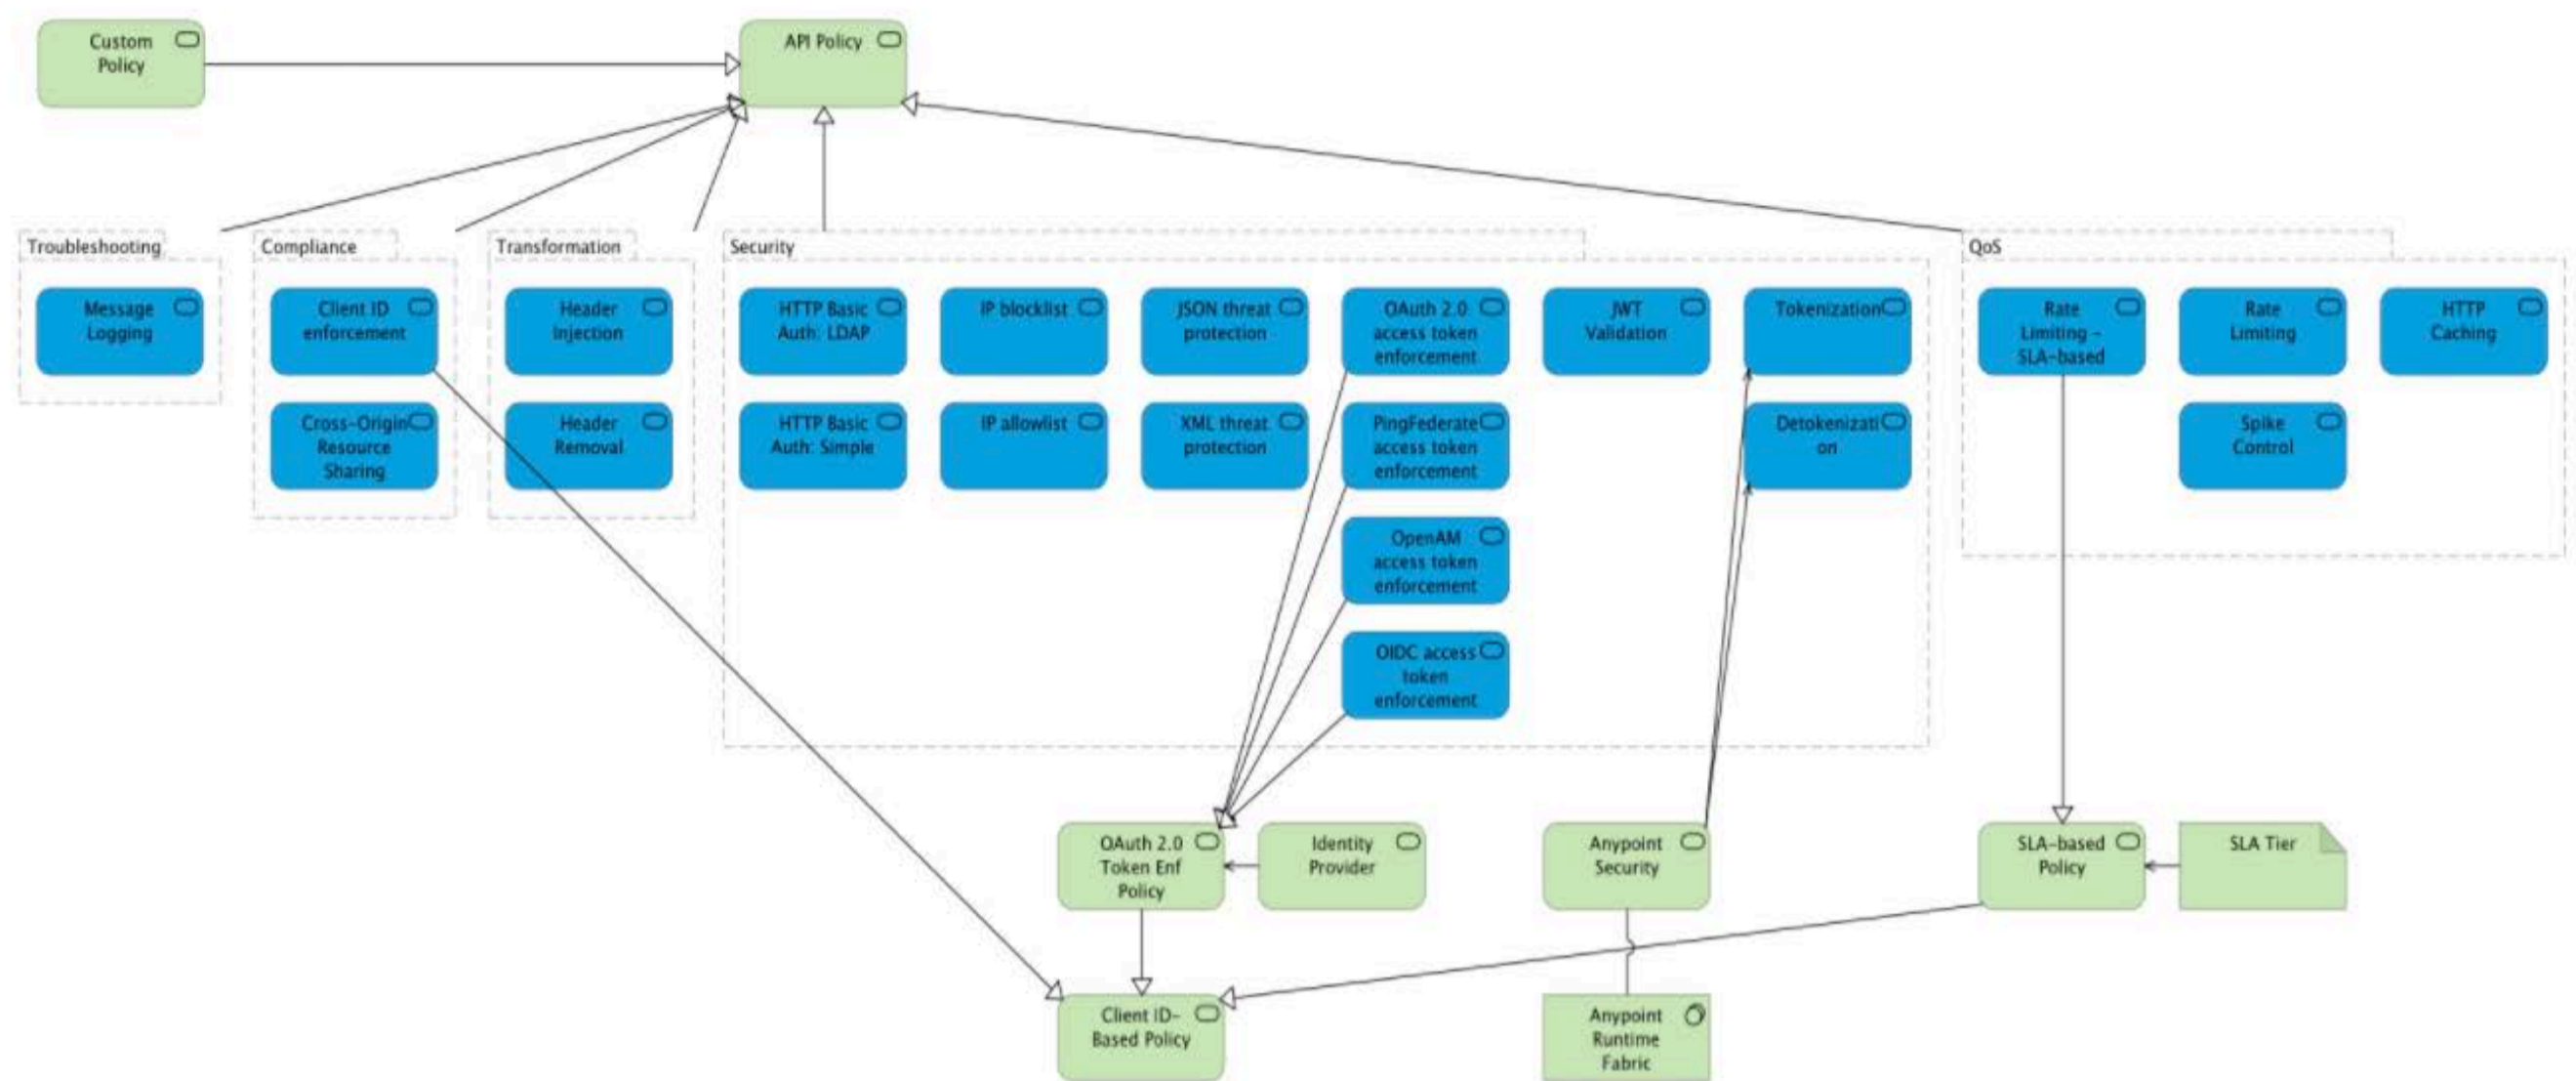 Custom
Policy
API Policy
Troubleshooting
Compliance
Transformation
Security
QoS
Message
Logging
Client ID
enforcement
Header
Injection
HTTP Basic
Auth: LDAP
IP blocklist
JSON threat
protection
OAuth 2.0
access token
enforcement
JWT
Validation
Tokenization
Rate
Limiting -
SLA-based
Rate
Limiting
HTTP
Caching
Cross-Origin
Resource
Sharing
Header
Removal
HTTP Basic
Auth: Simple
IP allowlist
XML threat
protection
PingFederate
access token
enforcement
Detokenizati
on
Spike
Control
OpenAM
access token
enforcement
OIDC access
token
enforcement
OAuth 2.0
Token Enf
Policy
Identity
Provider
Anypoint
Security
SLA-based
Policy
SLA Tier
Client ID-
Based Policy
Anypoint
Runtime
Fabric